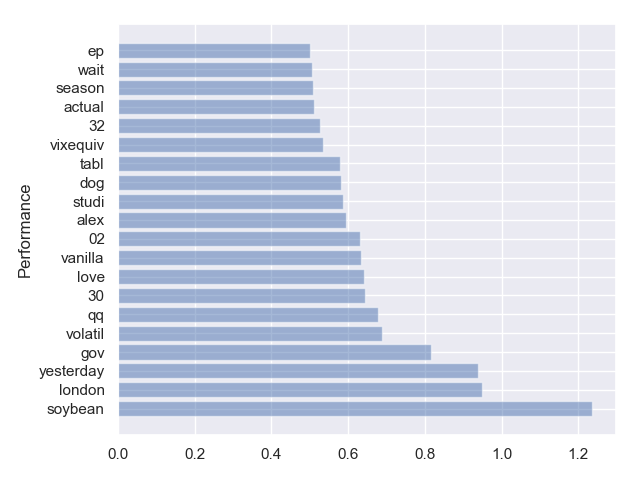 ep
wait
season
actual
32
vixequiv
tabl
dog
studi
alex
02
vanilla
love
30
qq
volatil
gov
yesterday
london
soybean
Performance
0.0 0.2 0.4 0.6 0.8 1.0 1.2